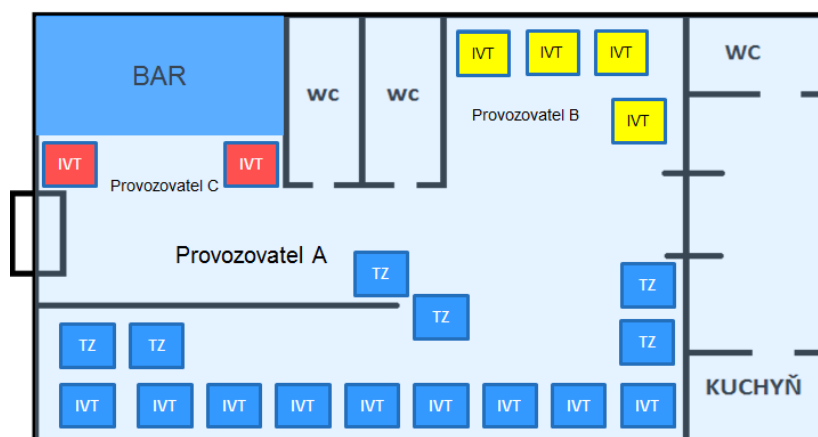 BAR
WC
WC
IVT
IVT
IVT
WC
Provozovatel B
IVT
IVT
IVT
Provozovatel C
Provozovatel A
TZ
TZ
TZ
TZ
TZ
TZ
IVT
IVT
IVT
IVT
IVT
IVT
IVT
IVT
IVT
KUCHYŇ